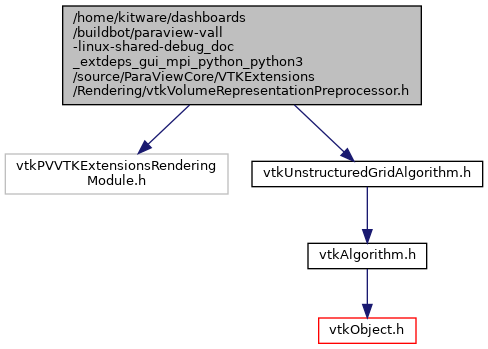 /home/kitware/dashboards
/buildbot/paraview-vall
-linux-shared-debug_doc
_extdeps_gui_mpi_python_python3
/source/ParaViewCore/VTKExtensions
/Rendering/vtkVolumeRepresentationPreprocessor.h
vtkPVVTKExtensionsRendering
Module.h
vtkUnstructuredGridAlgorithm.h
vtkAlgorithm.h
vtkObject.h